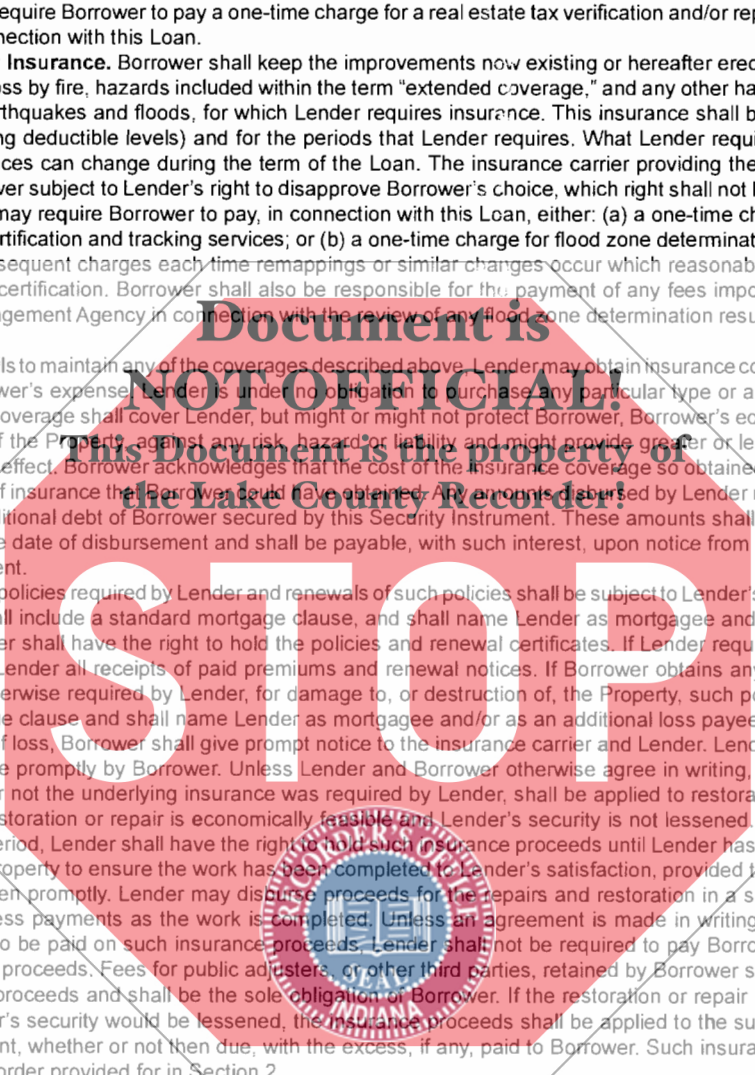 equire Borrower to pay a one-time charge for a real estate tax verification and/or rep
nection with this Loan.
Insurance. Borrower shall keep the improvements now existing or hereafter erec
ss by fire, hazards included within the term “extended coverage,” and any other ha
rthquakes and floods, for which Lender requires insurance. This insurance shall b
ng deductible levels) and for the periods that Lender requires. What Lender requi
ces can change during the term of the Loan. The insurance carrier providing the
ver subject to Lender's right to disapprove Borrower's choice, which right shall not
may require Borrower to pay, in connection with this Loan, either: (a) a one-time ch
rtification and tracking services; or (b) a one-time charge for flood zone determinat
sequent charges each time remappings or similar changes occur which reasonab
certification. Borrower shall also be responsible for the payment of any fees impo
gement Agency in connection with the review of any flood zone determination resu
Document is
ls to maintain any of the coverages described above, Lender may obtain insurance co
NOT OFFICIAL!
wer's expense. Lender is under no obligation to purchase any particular type or a
overage shall cover Lender, but might or might not protect Borrower, Borrower's eq
f the Property, against any risk, hazard or liability and might provide greater or le
This Document is the property of
effect. Borrower acknowledges that the cost of the insurance coverage so obtaine
f insurance that Borrower could have obtained. Any amounts disbursed by Lender
the Lake County Recorder!
litional debt of Borrower secured by this Security Instrument. These amounts shall
e date of disbursement and shall be payable, with such interest, upon notice from
ent.
policies required by Lender and renewals of such policies shall be subject to Lender's
ll include a standard mortgage clause, and shall name Lender as mortgagee and
er shall have the right to hold the policies and renewal certificates. If Lender requ
Lender all receipts of paid premiums and renewal notices. If Borrower obtains an
erwise required by Lender, for damage to, or destruction of, the Property, such po
STOP
e clause and shall name Lender as mortgagee and/or as an additional loss payee
f loss, Borrower shall give prompt notice to the insurance carrier and Lender. Lend
e promptly by Borrower. Unless Lender and Borrower otherwise agree in writing,
r not the underlying insurance was required by Lender, shall be applied to restora
storation or repair is economically feasible and Lender's security is not lessened.
eriod, Lender shall have the right to hold such insurance proceeds until Lender has
operty to ensure the work has been completed to Lender's satisfaction, provided t
en promptly. Lender may disburse proceeds for the repairs and restoration in a s
ess payments as the work is completed. Unless an agreement is made in writing
o be paid on such insurance proceeds, Lender shall not be required to pay Borro
proceeds. Fees for public adjusters, or other third parties, retained by Borrower s
proceeds and shall be the sole obligation of Borrower. If the restoration or repair
r's security would be lessened, the insurance proceeds shall be applied to the su
nt, whether or not then due, with the excess, if any, paid to Borrower. Such insura
order provided for in Section 2.
RECORDER'S OFFICE
SEAL
INDIANA